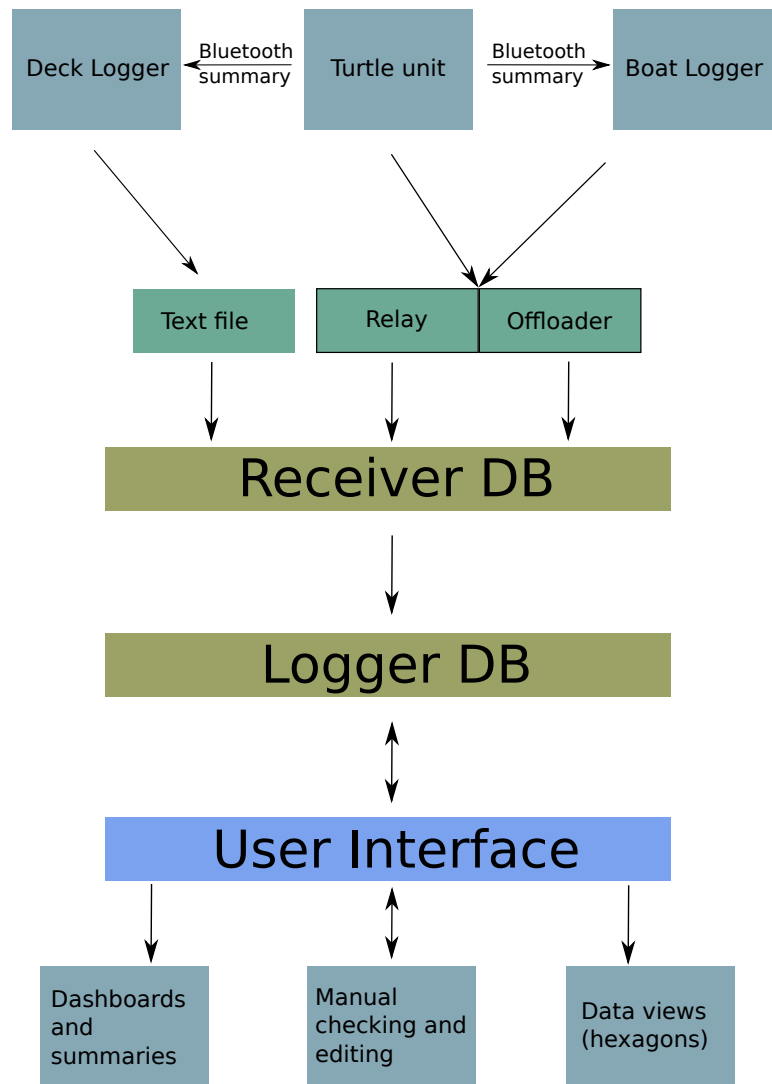 Deck Logger
Bluetooth
summary
Turtle unit
Bluetooth
summary
Boat Logger
Text file
Relay
Offloader
Receiver DB
Logger DB
User Interface
Dashboards
and
summaries
Manual
checking and
editing
Data views
(hexagons)